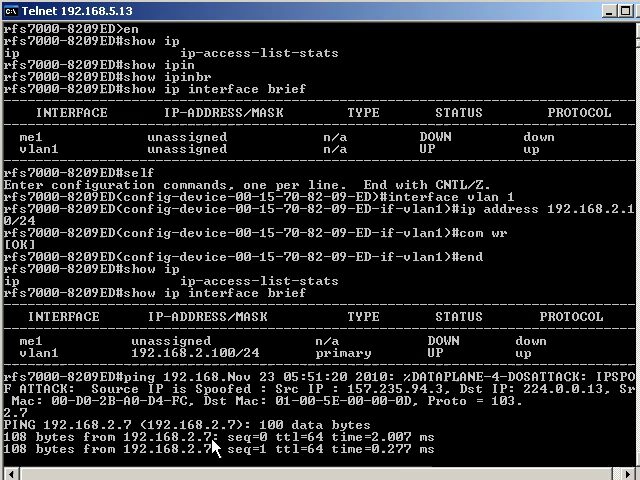 Telnet 192.168.5.13
rfs7000-8209ED>en
rfs7000-8209ED#show ip
ip ip-access-list-stats
rfs7000-8209ED#show ipin
rfs7000-8209ED#show ipinbr
rfs7000-8209ED#show ip interface brief
INTERFACE IP-ADDRESS/MASK TYPE STATUS PROTOCOL
me1 unassigned n/a DOWN down
vlan1 unassigned n/a UP up
rfs7000-8209ED#self
Enter configuration commands, one per line. End with CNTL/Z.
rfs7000-8209ED(config-device-00-15-70-82-09-ED)#interface vlan 1
rfs7000-8209ED(config-device-00-15-70-82-09-ED-if-vlan1)#ip address 192.168.2.10
0/24
rfs7000-8209ED(config-device-00-15-70-82-09-ED-if-vlan1)#com wr
[OK]
rfs7000-8209ED(config-device-00-15-70-82-09-ED-if-vlan1)#end
rfs7000-8209ED#show ip
ip ip-access-list-stats
rfs7000-8209ED#show ip interface brief
INTERFACE IP-ADDRESS/MASK TYPE STATUS PROTOCOL
me1 unassigned n/a DOWN down
vlan1 192.168.2.100/24 primary UP up
rfs7000-8209ED#ping 192.168.Nov 23 05:51:20 2010: %DATAPLANE-4-DOSATTACK: IPSPOO
F ATTACK: Source IP is Spoofed : Src IP : 157.235.94.3, Dst IP: 224.0.0.13, Src
Mac: 00-D0-2B-A0-D4-FC, Dst Mac: 01-00-5E-00-00-0D, Proto = 103.
2.7
PING 192.168.2.7 (192.168.2.7): 100 data bytes
108 bytes from 192.168.2.7: seq=0 ttl=64 time=2.007 ms
108 bytes from 192.168.2.7: seq=1 ttl=64 time=0.277 ms